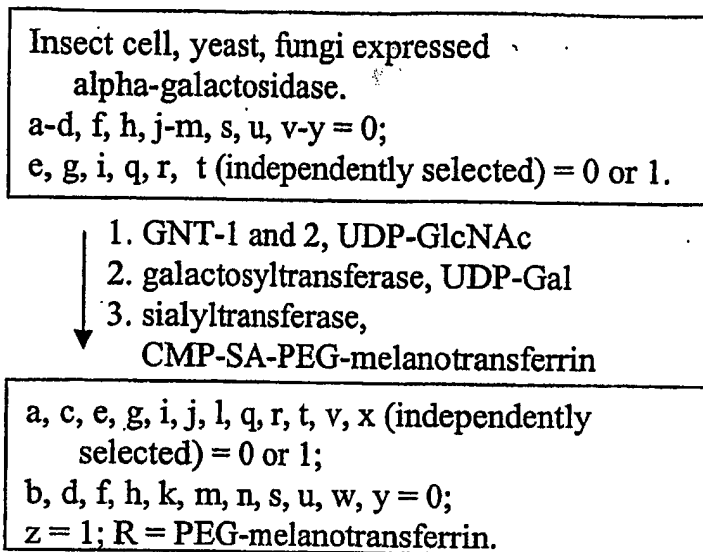 Insect cell, yeast, fungi expressed
alpha-galactosidase.
a-d, f, h, j-m, s, u, v-y = 0;
e, g, i, q, r, t (independently selected) = 0 or 1.
1. GNT-1 and 2, UDP-GlcNAc
2. galactosyltransferase, UDP-Gal
3. sialyltransferase,
CMP-SA-PEG-melanotransferrin
a, c, e, g, i, j, l, q, r, t, v, x (independently
selected) = 0 or 1;
b, d, f, h, k, m, n, s, u, w, y = 0;
z = 1; R = PEG-melanotransferrin.